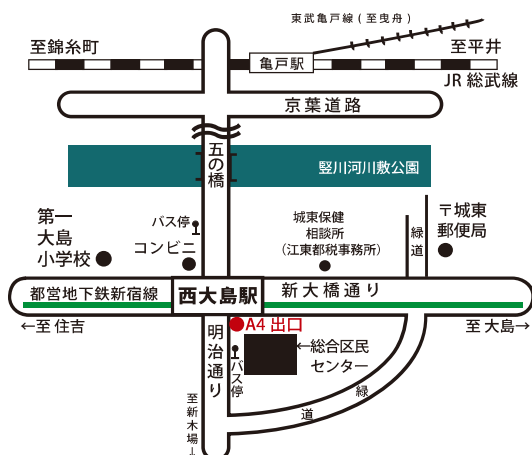 東武亀戸線(至曳舟)
至錦糸町
亀戸駅
至平井
JR 総武線
京葉道路
五の橋
竪川河川敷公園
第一
大島
小学校
バス停
コンビニ
城東保健
相談所
(江東都税事務所)
緑道
〒城東
郵便局
都営地下鉄新宿線
西大島駅
新大橋通り
←至 住吉
至 大島→
明治通り
A4 出口
バス停
←総合区民
センター
緑道
至新木場→